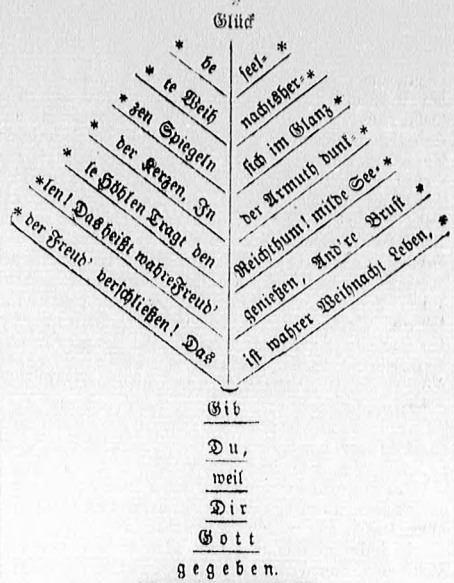 Glück
* be
seel- *
* te Weih
nachtsher- *
* zen Spiegeln
sich im Glanz *
* der Kerzen, In
der Armuth dunk- *
* le Höhlen Tragt den
Reichthum! milde See- *
* len! Das heißt wahre Freud'
genießen, And're Brust *
* der Freud' verschließen! Das
ist wahrer Weihnacht Leben, *
Gib
Du,
weil
Dir
Gott
gegeben.